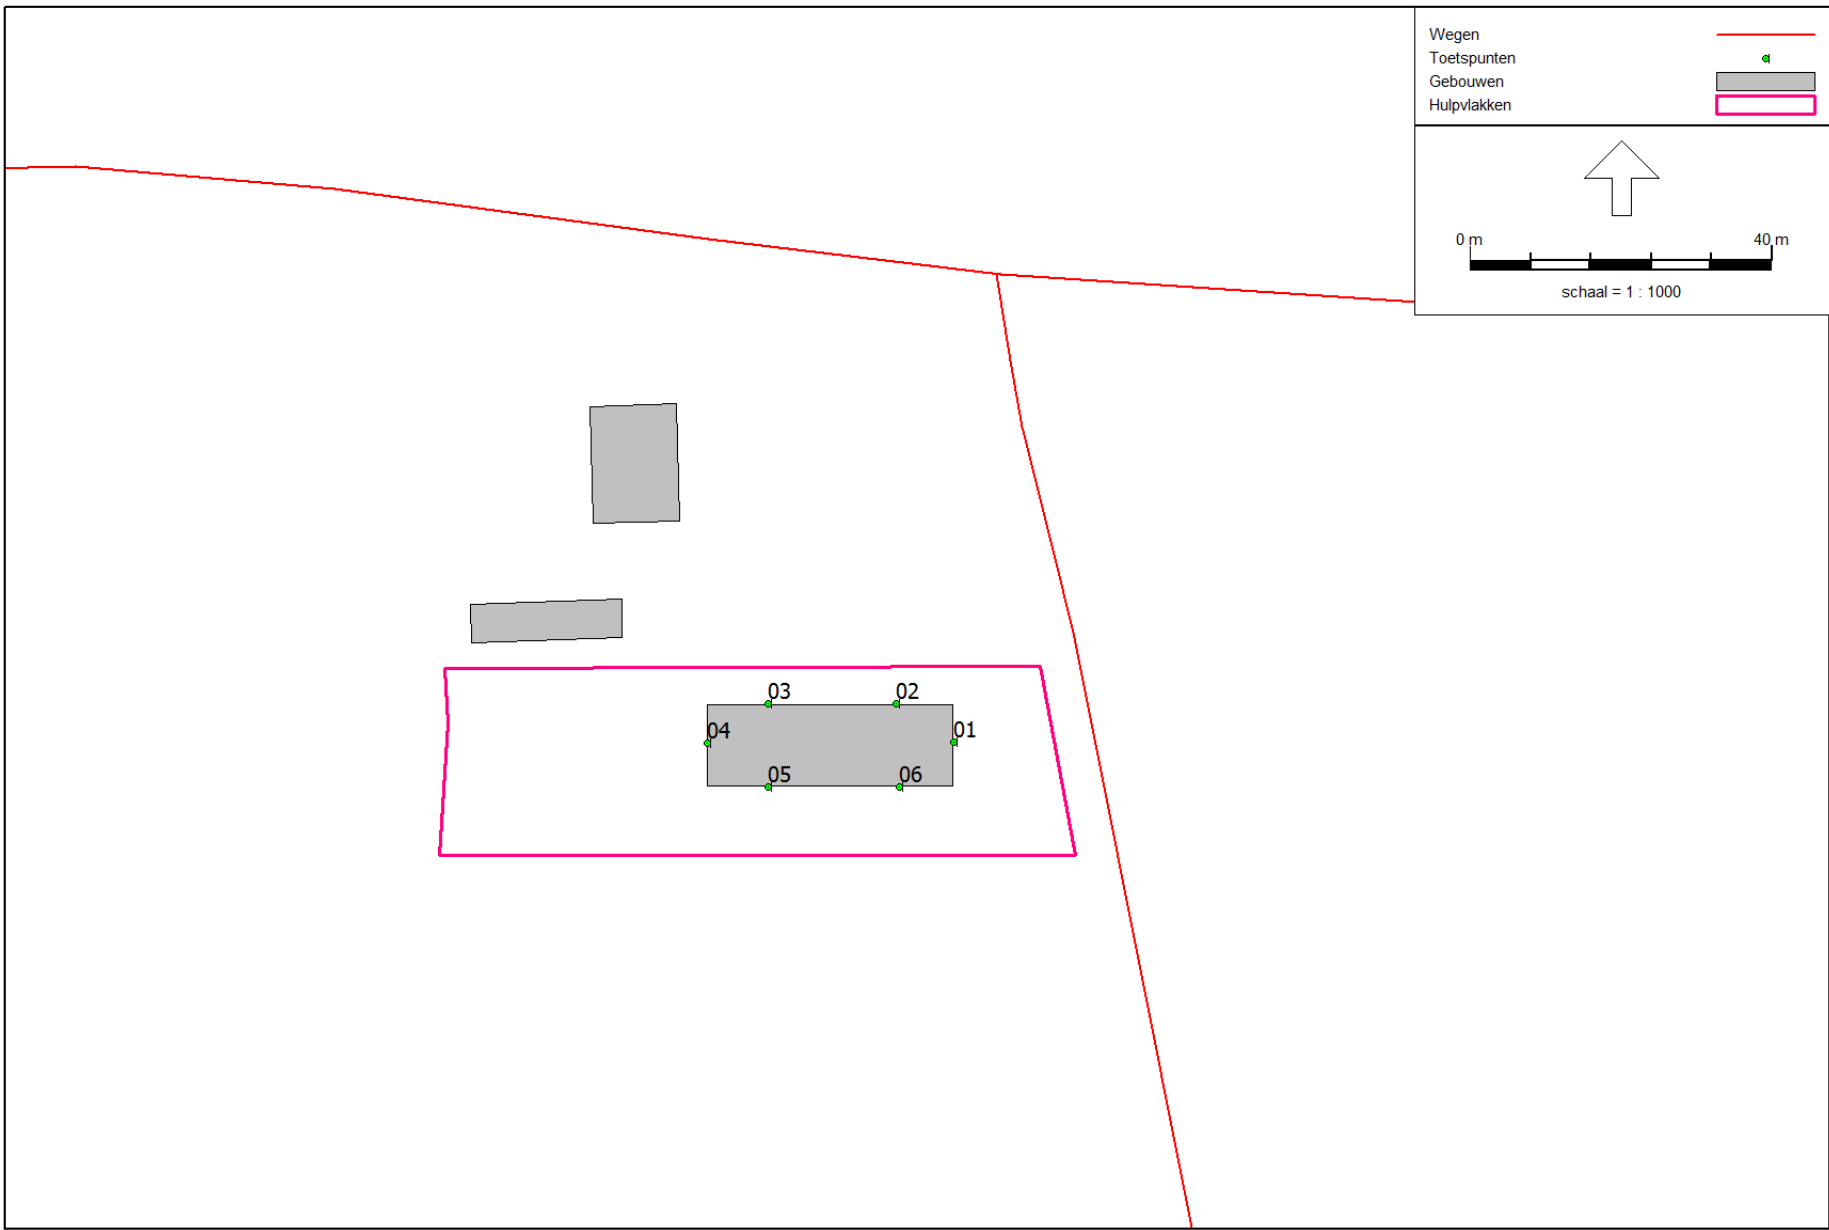 Wegen
Toetspunten
Gebouwen
Hulpvlakken
0 m 40 m
schaal = 1 : 1000
03 02
04 01
05 06